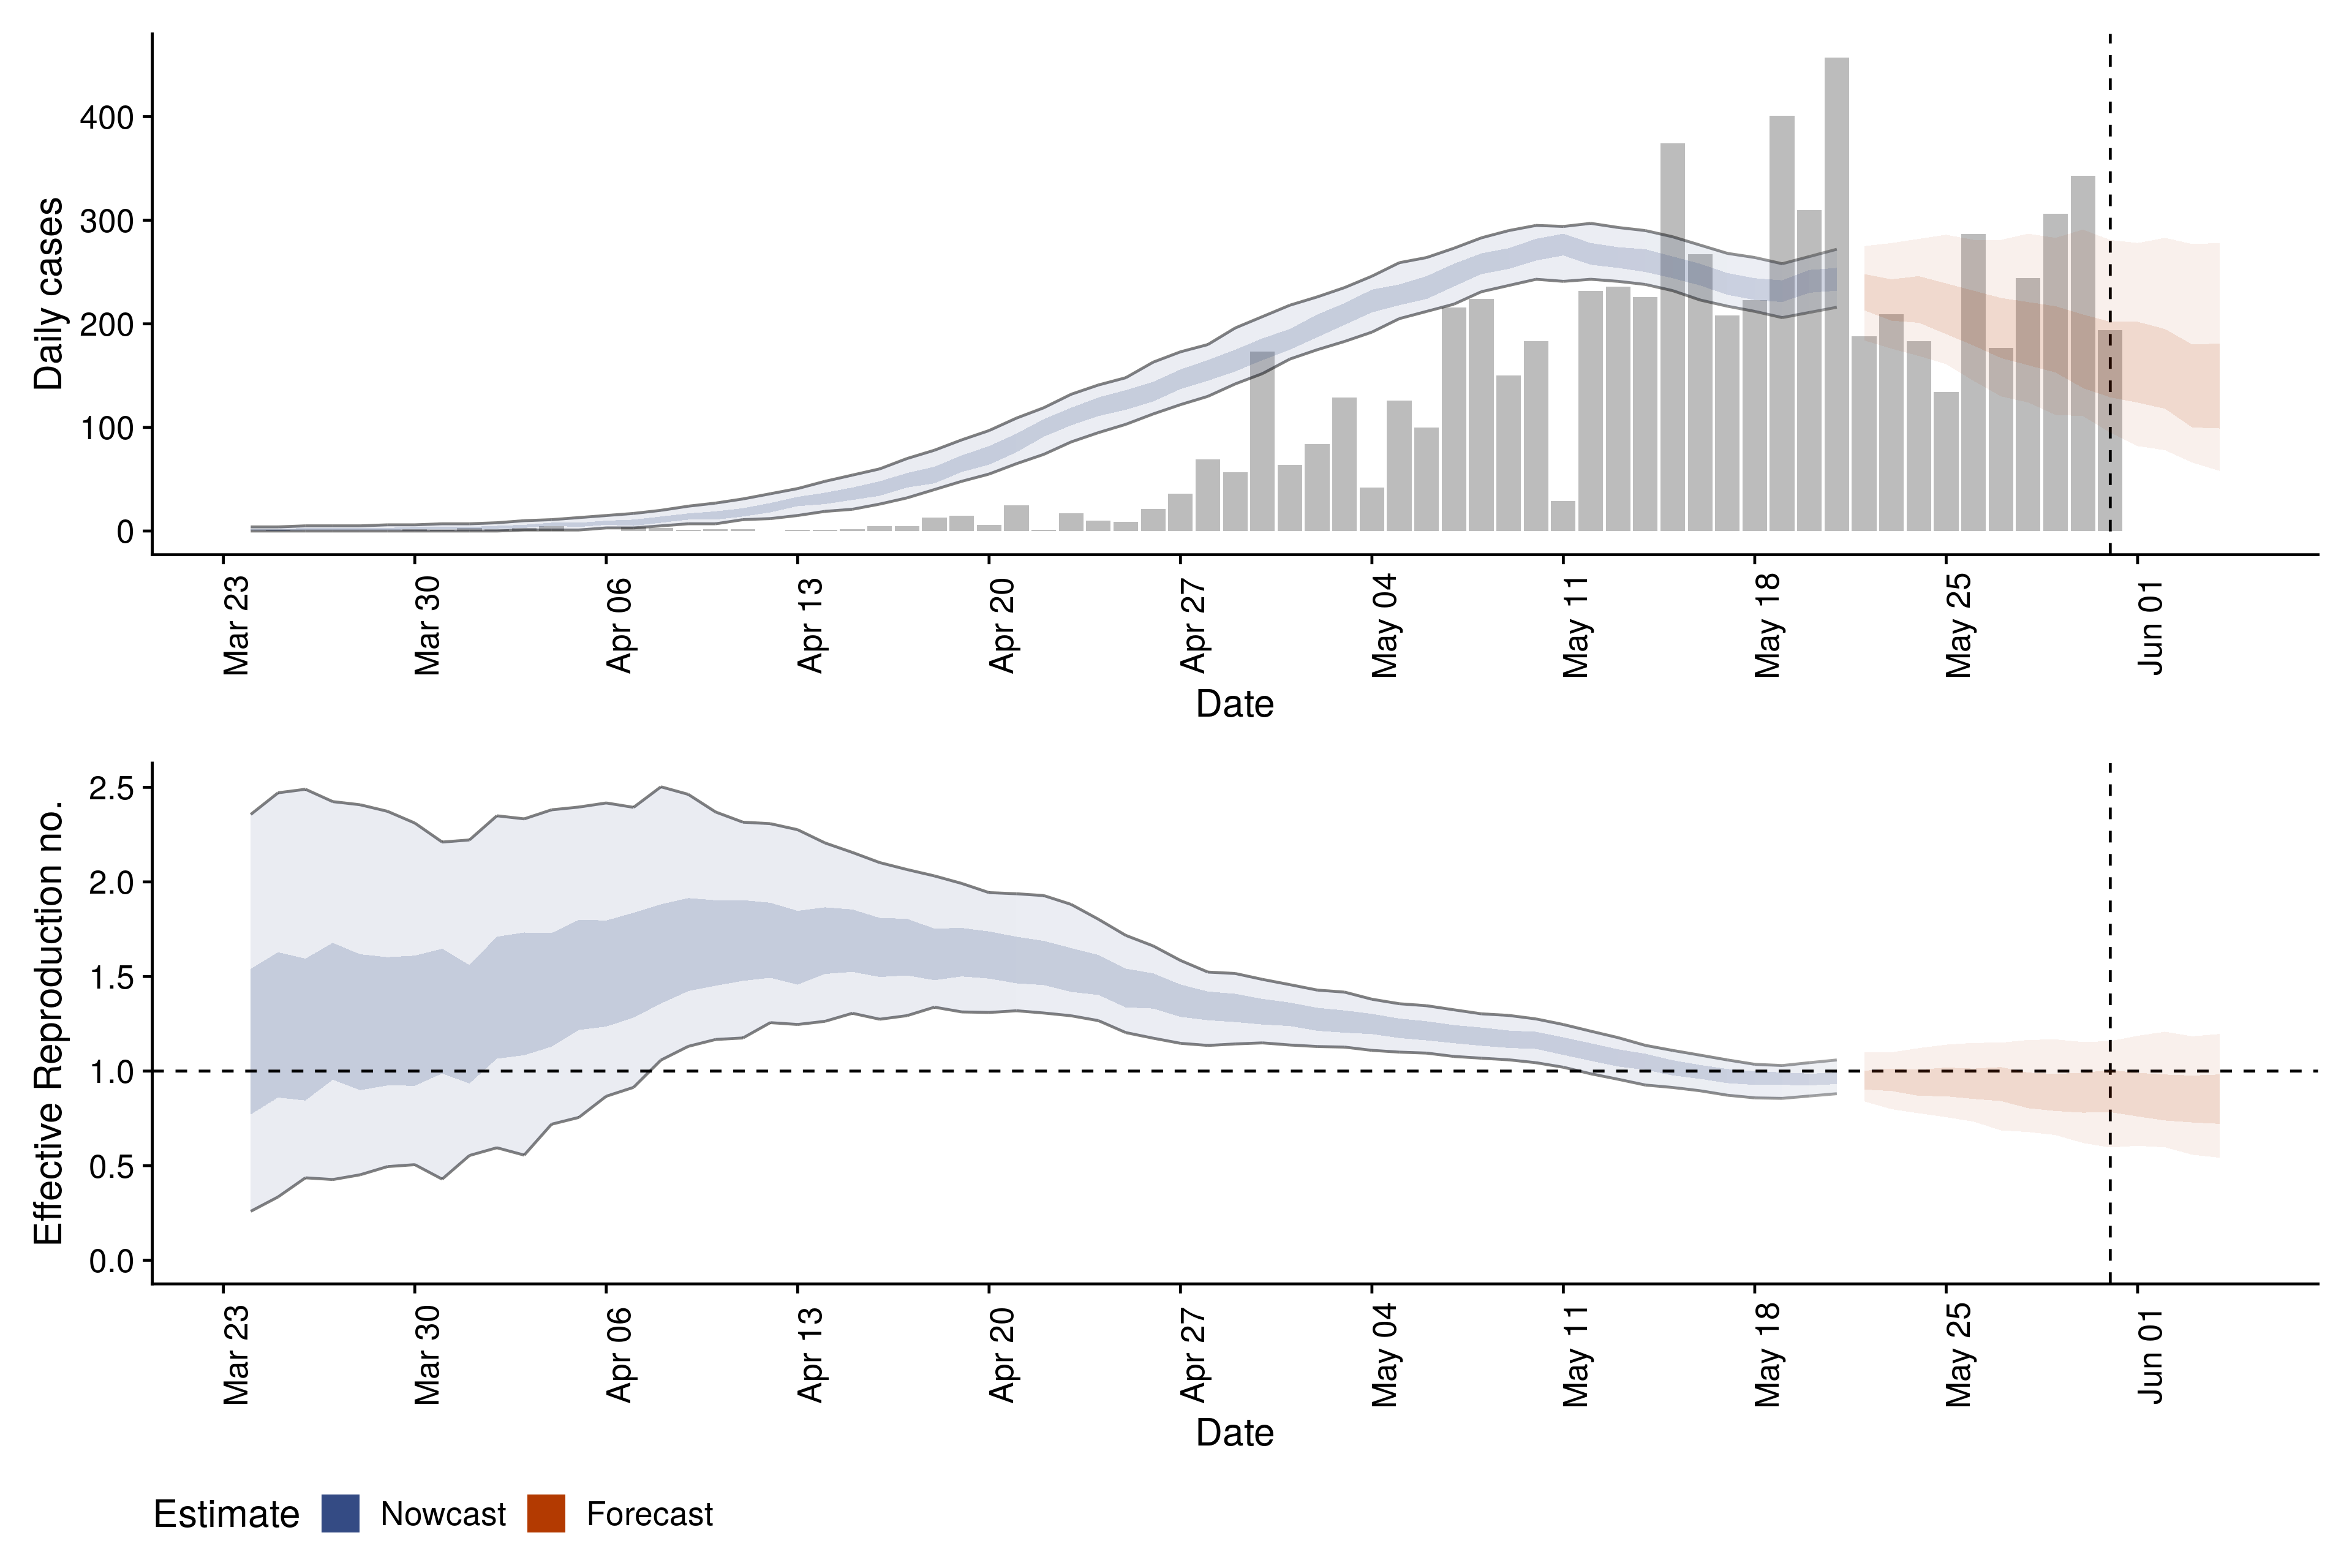 Daily cases
400
300
200
100
0
Mar 23
Mar 30
Apr 06
Apr 13
Apr 20
Apr 27
May 04
May 11
May 18
May 25
Jun 01
Date
Effective Reproduction no.
2.5
2.0
1.5
1.0
0.5
0.0
Mar 23
Mar 30
Apr 06
Apr 13
Apr 20
Apr 27
May 04
May 11
May 18
May 25
Jun 01
Date
Estimate Nowcast Forecast